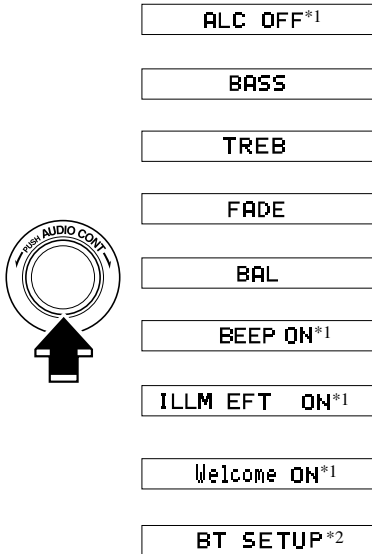 ALC OFF*1
BASS
TREB
FADE
PUSH AUDIO CONT
BAL
BEEP ON*1
ILLM EFT ON*1
Welcome ON*1
BT SETUP*2